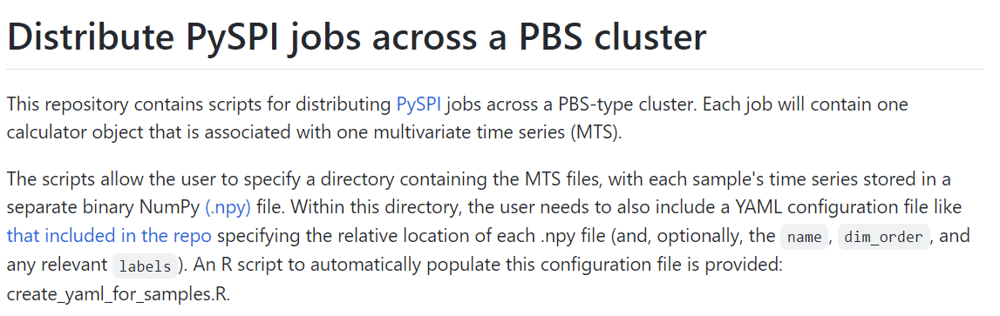 Distribute PySPI jobs across a PBS cluster
This repository contains scripts for distributing PySPI jobs across a PBS-type cluster. Each job will contain one
calculator object that is associated with one multivariate time series (MTS).
The scripts allow the user to specify a directory containing the MTS files, with each sample's time series stored in a
separate binary NumPy (.npy) file. Within this directory, the user needs to also include a YAML configuration file like
that included in the repo specifying the relative location of each .npy file (and, optionally, the name, dim_order, and
any relevant labels). An R script to automatically populate this configuration file is provided:
create_yaml_for_samples.R.